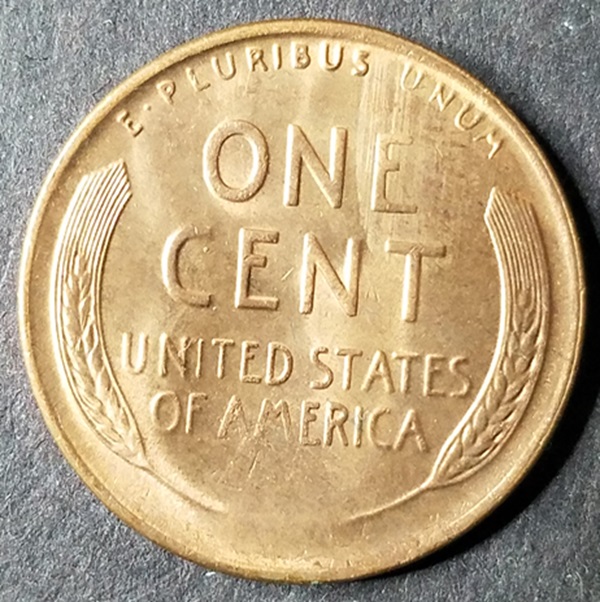 E·PLURIBUS UNUM
ONE
CENT
UNITED STATES
OF AMERICA